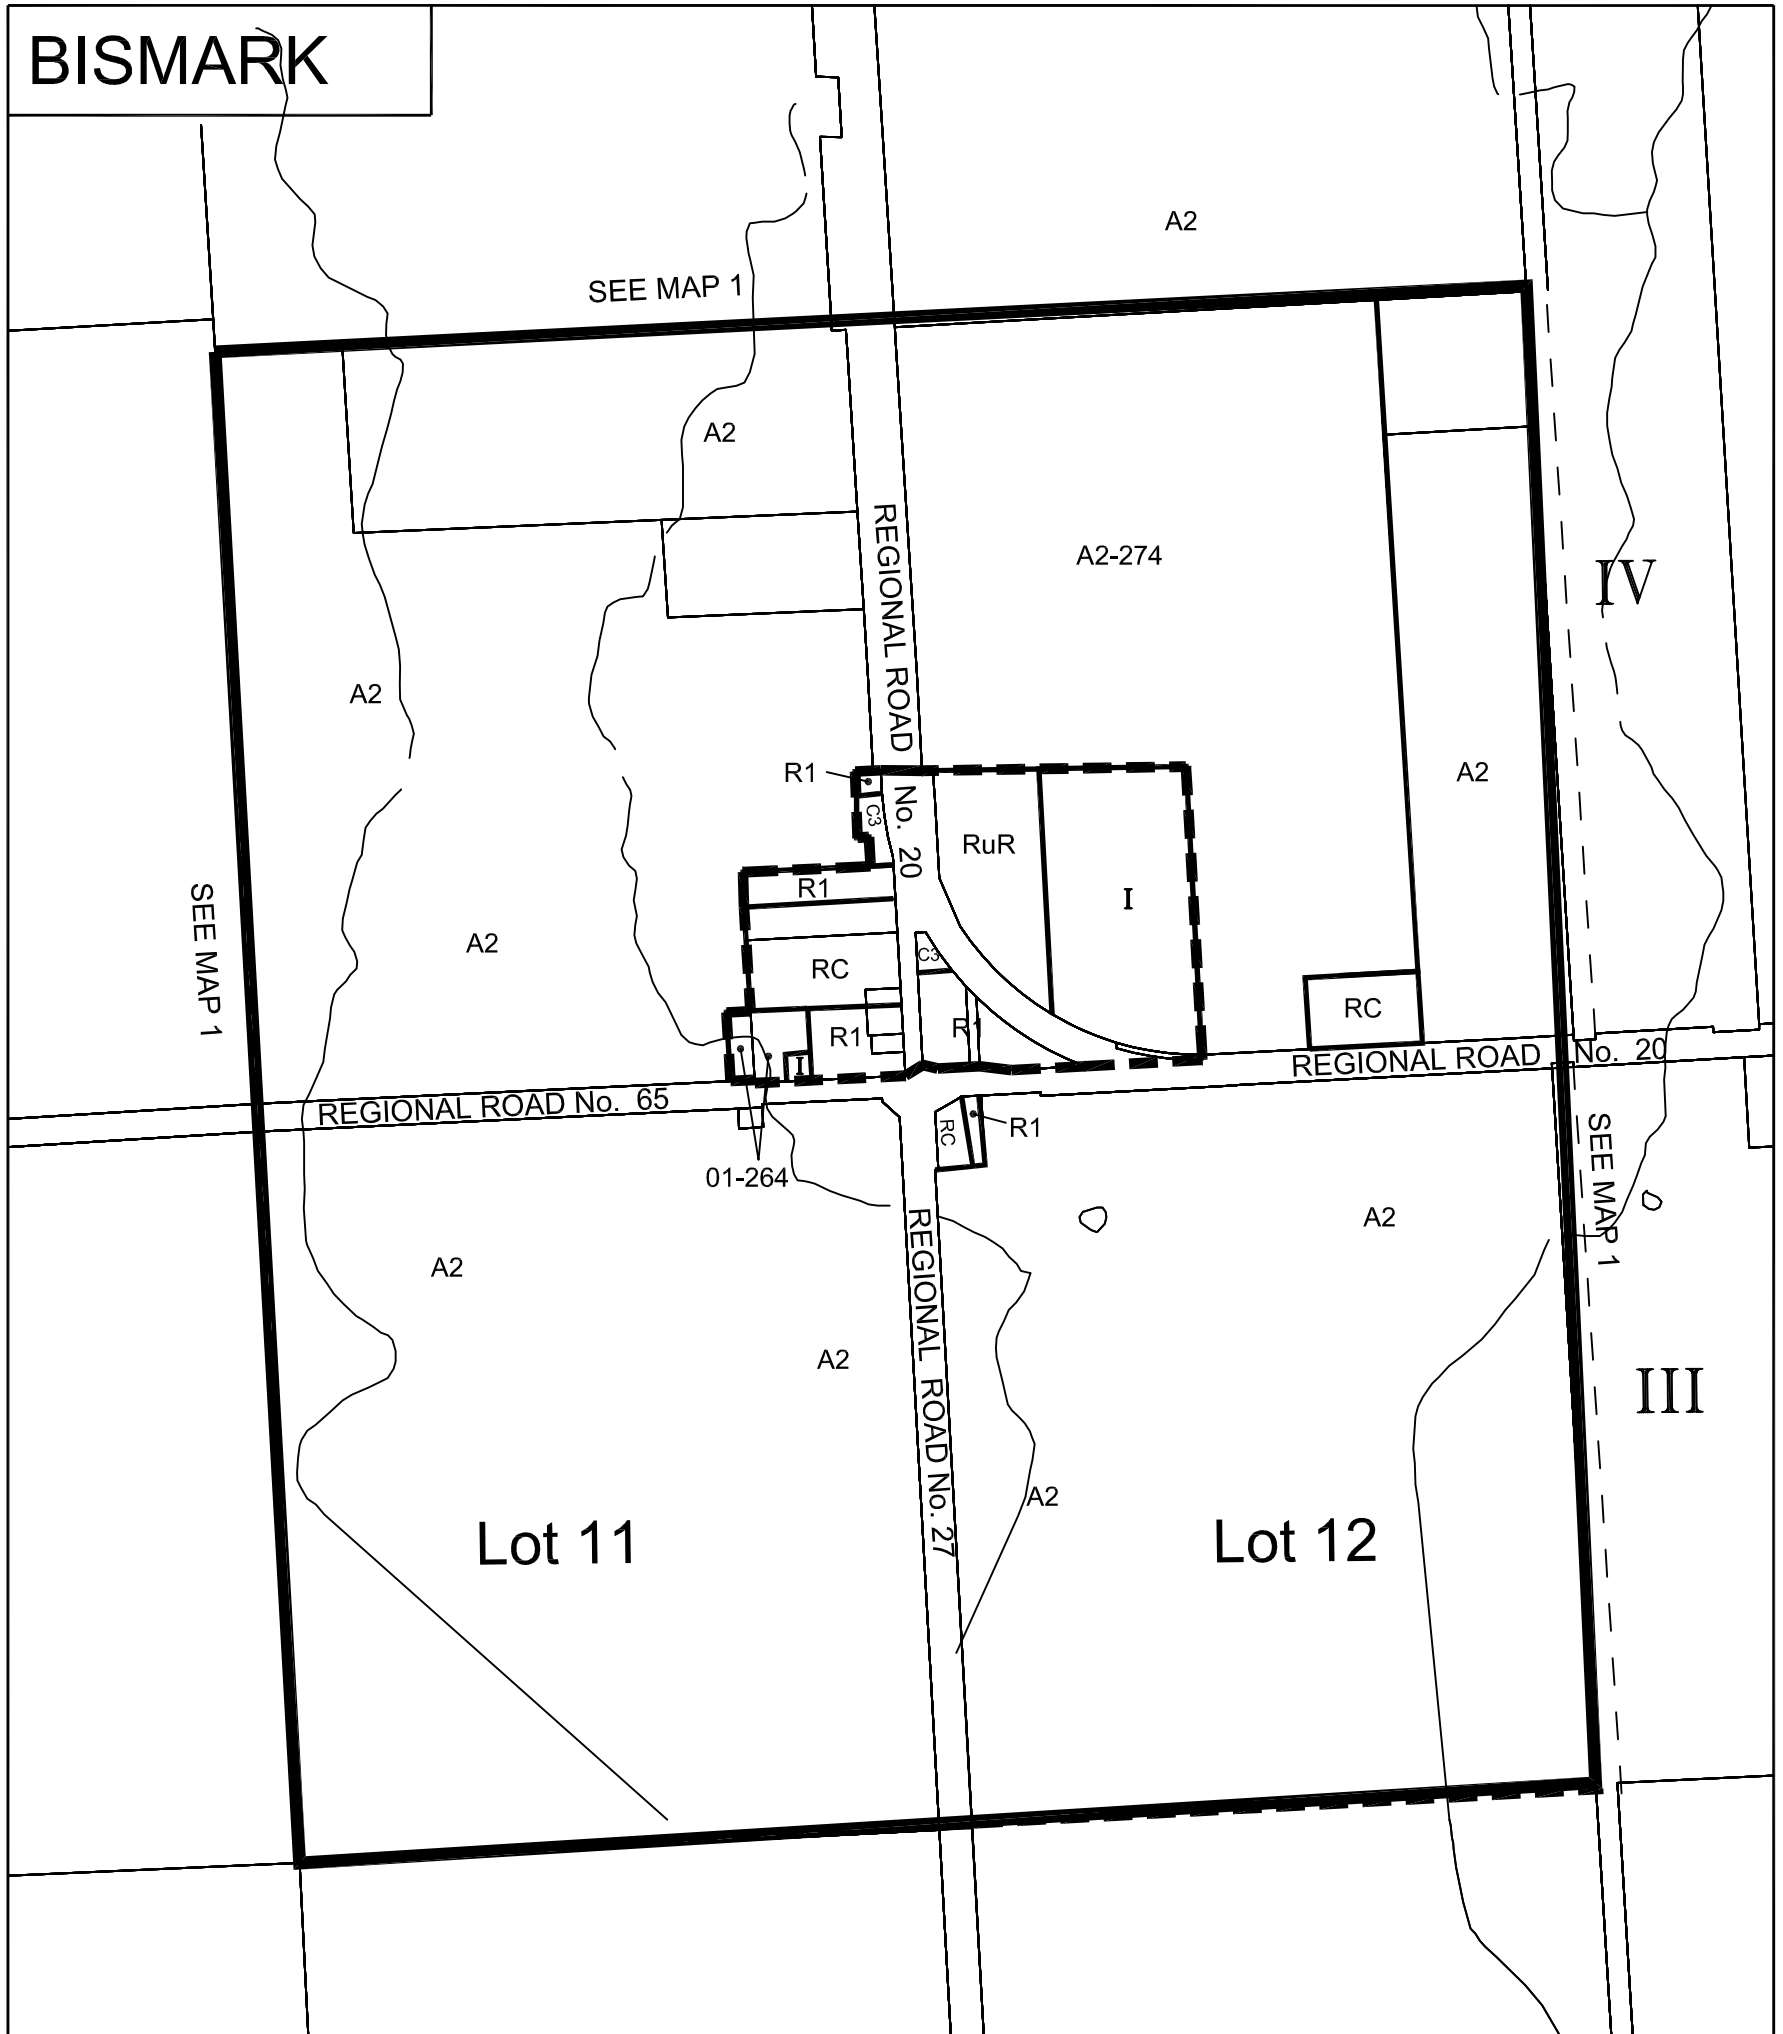 BISMARK
A2
SEE MAP 1
A2
REGIONAL ROAD No. 20
A2-274
IV
A2
R1
C3
A2
RuR
I
R1
SEE MAP 1
A2
RC
C3
RC
R1
R1
I
REGIONAL ROAD No. 20
REGIONAL ROAD No. 65
RC
R1
SEE MAP 1
01-264
A2
REGIONAL ROAD No. 27
A2
A2
III
A2
Lot 11
Lot 12